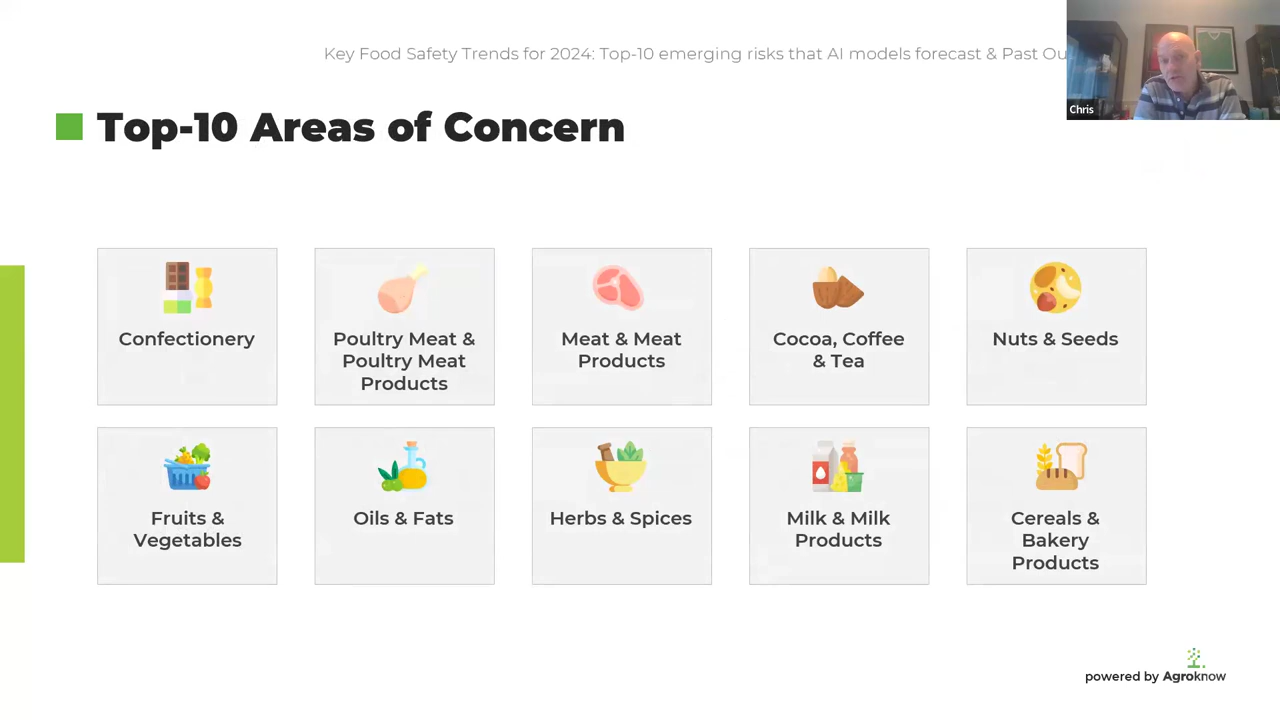 Key Food Safety Trends for 2024: Top-10 emerging risks that AI models forecast & Past
Chris
Top-10 Areas of Concern
Confectionery
Poultry Meat &
Poultry Meat
Products
Meat & Meat
Products
Cocoa, Coffee
& Tea
Nuts & Seeds
Fruits &
Vegetables
Oils & Fats
Herbs & Spices
Milk & Milk
Products
Cereals &
Bakery
Products
powered by Agroknow